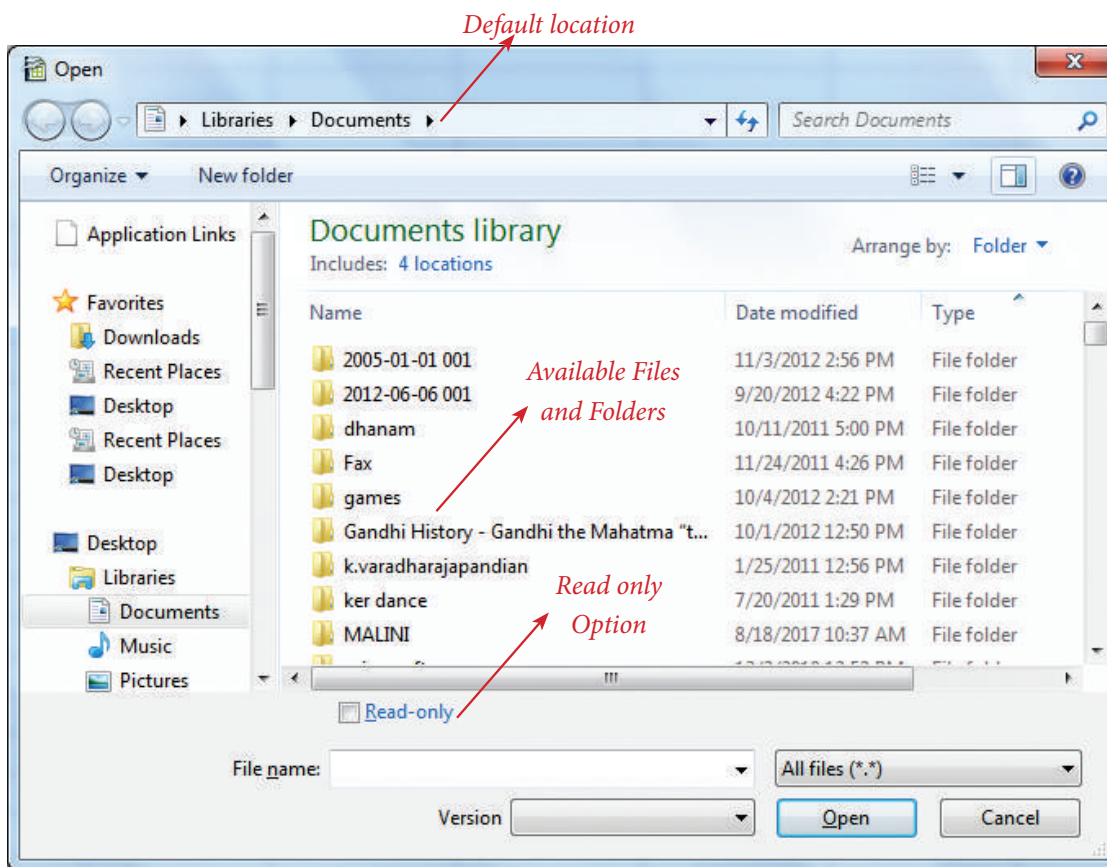 Default location
Open
Libraries Documents
Search Documents
Organize New folder
Application Links
Favorites
Downloads
Recent Places
Desktop
Recent Places
Desktop
Desktop
Libraries
Documents
Music
Pictures
Documents library
Includes: 4 locations
Arrange by: Folder
Name Date modified Type
2005-01-01 001 11/3/2012 2:56 PM File folder
2012-06-06 001 9/20/2012 4:22 PM File folder
dhanam 10/11/2011 5:00 PM File folder
Fax 11/24/2011 4:26 PM File folder
games 10/4/2012 2:21 PM File folder
Gandhi History - Gandhi the Mahatma "t... 10/1/2012 12:50 PM File folder
k.varadharajapandian 1/25/2011 12:56 PM File folder
ker dance 7/20/2011 1:29 PM File folder
MALINI 8/18/2017 10:37 AM File folder
Available Files
and Folders
Read only
Option
Read-only
File name:
All files (*.*)
Version
Open
Cancel